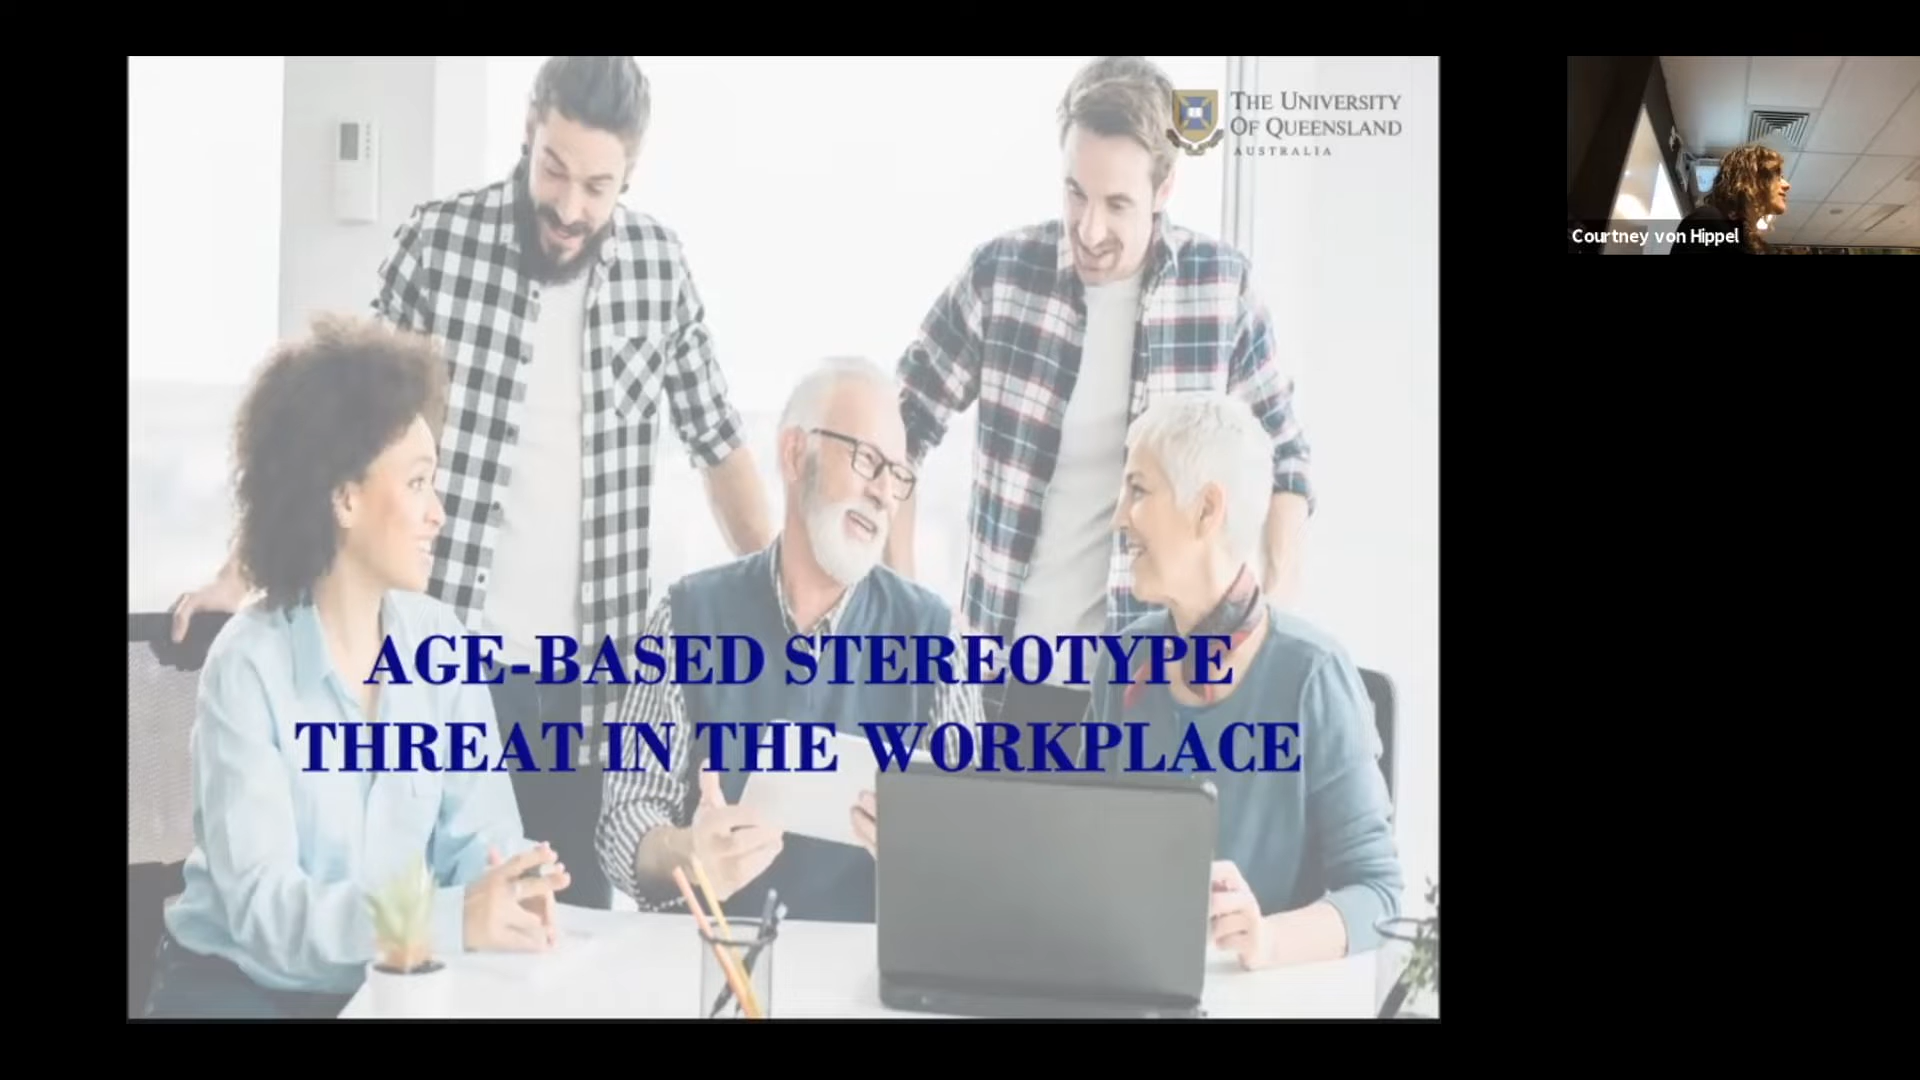 THE UNIVERSITY
OF QUEENSLAND
AUSTRALIA
Courtney von Hippel
AGE-BASED STEREOTYPE
THREAT IN THE WORKPLACE